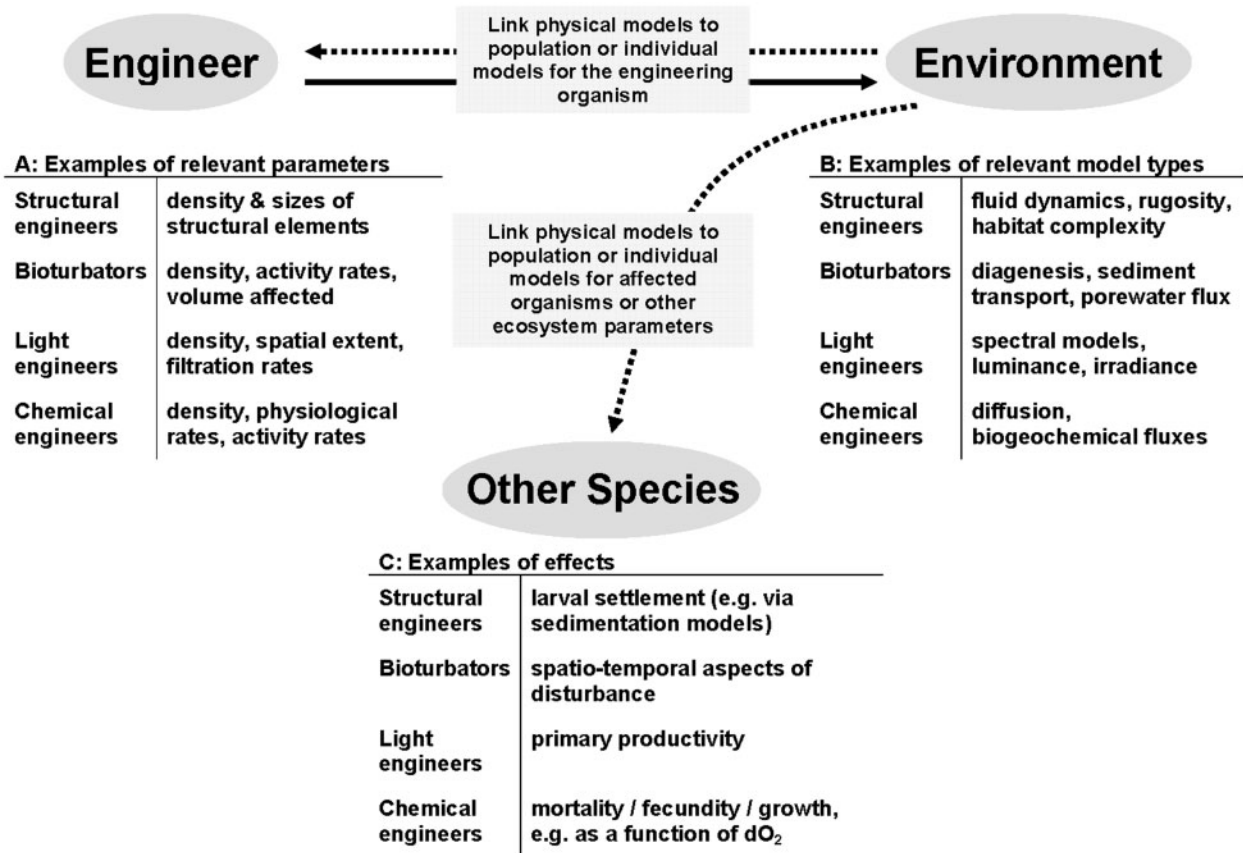 Engineer
Link physical models to
population or individual
models for the engineering
organism
Environment
A: Examples of relevant parameters
Structural engineers density & sizes of structural elements
Bioturbators density, activity rates, volume affected
Light engineers density, spatial extent, filtration rates
Chemical engineers density, physiological rates, activity rates
Link physical models to
population or individual
models for affected
organisms or other
ecosystem parameters
B: Examples of relevant model types
Structural engineers fluid dynamics, rugosity, habitat complexity
Bioturbators diagenesis, sediment transport, porewater flux
Light engineers spectral models, luminance, irradiance
Chemical engineers diffusion, biogeochemical fluxes
Other Species
C: Examples of effects
Structural engineers larval settlement (e.g. via sedimentation models)
Bioturbators spatio-temporal aspects of disturbance
Light engineers primary productivity
Chemical engineers mortality / fecundity / growth, e.g. as a function of dO₂